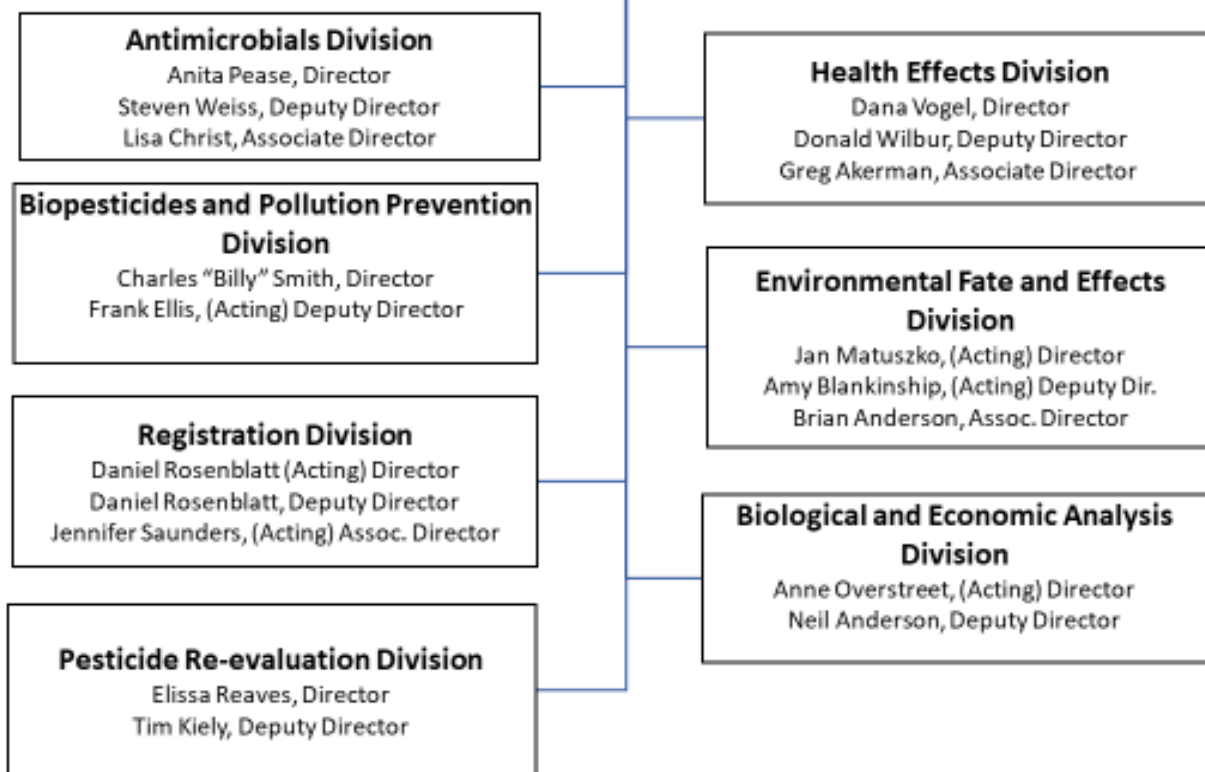 Antimicrobials Division
Anita Pease, Director
Steven Weiss, Deputy Director
Lisa Christ, Associate Director
Biopesticides and Pollution Prevention
Division
Charles “Billy” Smith, Director
Frank Ellis, (Acting) Deputy Director
Registration Division
Daniel Rosenblatt (Acting) Director
Daniel Rosenblatt, Deputy Director
Jennifer Saunders, (Acting) Assoc. Director
Pesticide Re-evaluation Division
Elissa Reaves, Director
Tim Kiely, Deputy Director
Health Effects Division
Dana Vogel, Director
Donald Wilbur, Deputy Director
Greg Akerman, Associate Director
Environmental Fate and Effects
Division
Jan Matuszko, (Acting) Director
Amy Blankinship, (Acting) Deputy Dir.
Brian Anderson, Assoc. Director
Biological and Economic Analysis
Division
Anne Overstreet, (Acting) Director
Neil Anderson, Deputy Director